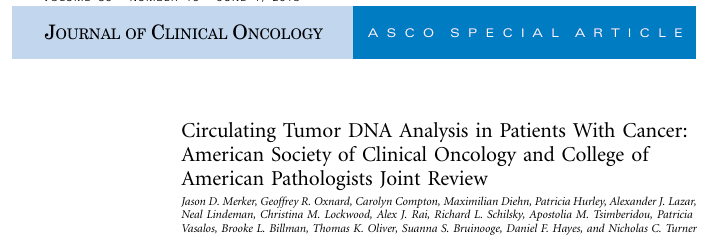 JOURNAL OF CLINICAL ONCOLOGY
ASCO SPECIAL ARTICLE
Circulating Tumor DNA Analysis in Patients With Cancer:
American Society of Clinical Oncology and College of
American Pathologists Joint Review
Jason D. Merker, Geoffrey R. Oxnard, Carolyn Compton, Maximilian Diehn, Patricia Hurley, Alexander J. Lazar,
Neal Lindeman, Christina M. Lockwood, Alex J. Rai, Richard L. Schilsky, Apostolia M. Tsimberidou, Patricia
Vasalos, Brooke L. Billman, Thomas K. Oliver, Suanna S. Bruinooge, Daniel F. Hayes, and Nicholas C. Turner